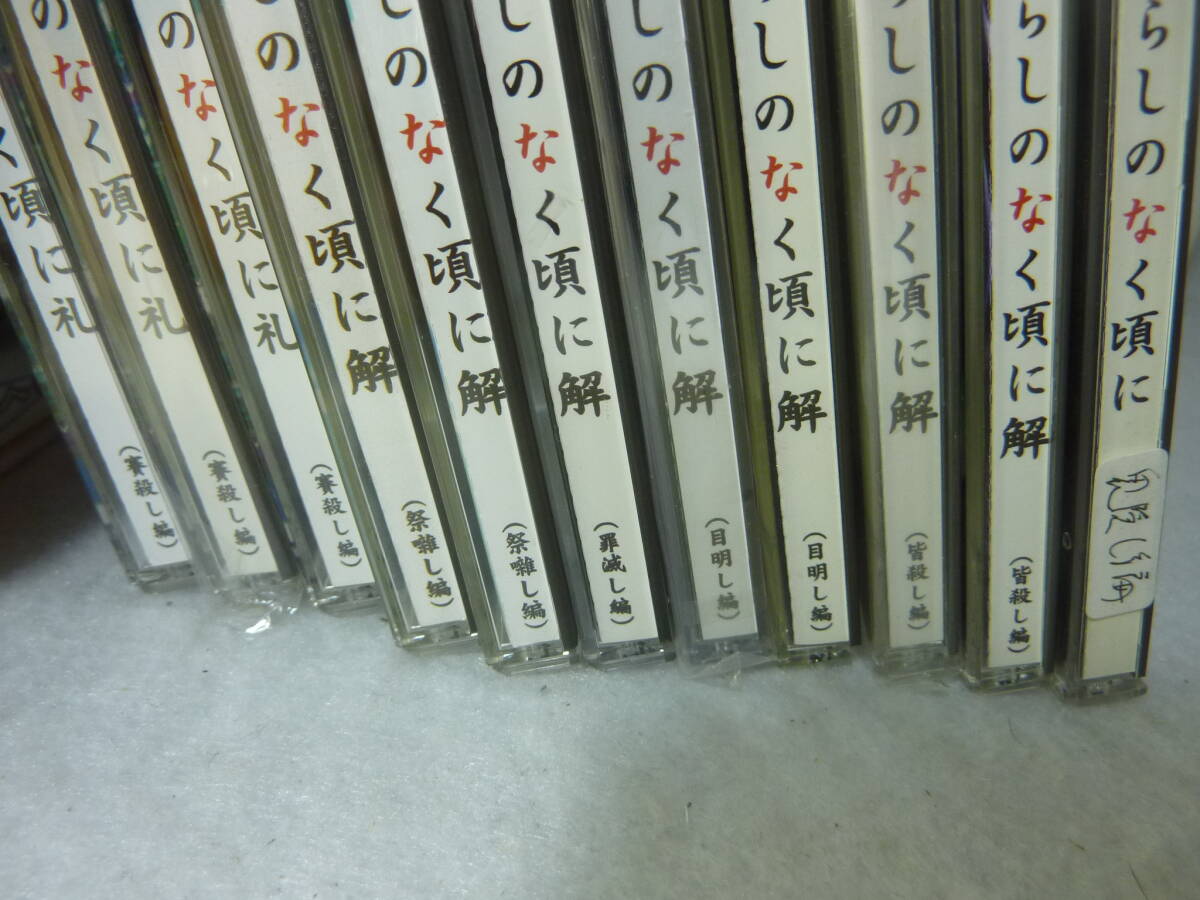 く頃に礼
(賽殺し編)
のなく頃に礼
(賽殺し編)
のなく頃に礼
(賽殺し編)
しのなく頃に解
(祭囃し編)
しのなく頃に解
(祭囃し編)
しのなく頃に解
(罪滅し編)
しのなく頃に解
(目明し編)
らしのなく頃に解
(目明し編)
らしのなく頃に解
(皆殺し編)
らしのなく頃に解
(皆殺し編)
らしのなく頃に